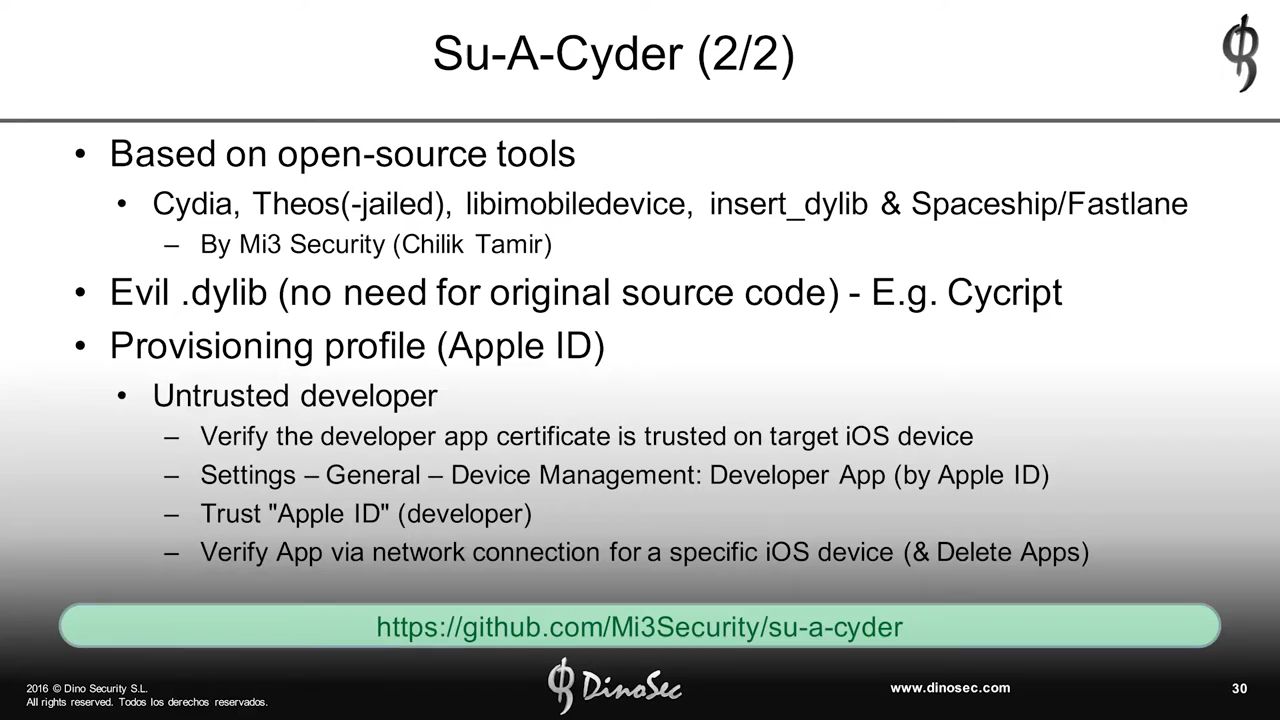 Su-A-Cyder (2/2)
• Based on open-source tools
• Cydia, Theos(-jailed), libimobiledevice, insert_dylib & Spaceship/Fastlane
– By Mi3 Security (Chilik Tamir)
• Evil .dylib (no need for original source code) - E.g. Cycript
• Provisioning profile (Apple ID)
• Untrusted developer
– Verify the developer app certificate is trusted on target iOS device
– Settings – General – Device Management: Developer App (by Apple ID)
– Trust "Apple ID" (developer)
– Verify App via network connection for a specific iOS device (& Delete Apps)
https://github.com/Mi3Security/su-a-cyder
2016 © Dino Security S.L.
All rights reserved. Todos los derechos reservados.
DinoSec
www.dinosec.com
30